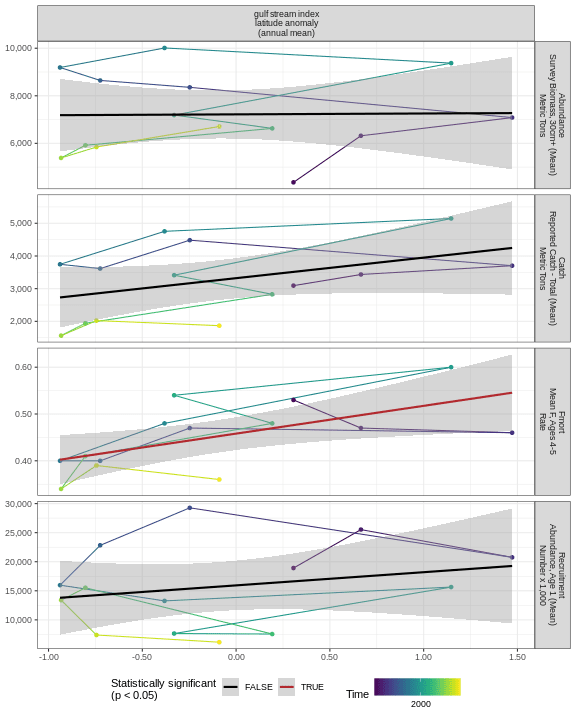 gulf stream index
latitude anomaly
(annual mean)
10,000
8,000
6,000
Abundance
Survey Biomass, 30cm+ (Mean)
Metric Tons
5,000
4,000
3,000
2,000
Catch
Reported Catch - Total (Mean)
Metric Tons
0.60
0.50
0.40
Fmort
Mean F, Ages 4-5
Rate
30,000
25,000
20,000
15,000
10,000
Recruitment
Abundance, Age 1 (Mean)
Number x 1,000
-1.00 -0.50 0.00 0.50 1.00 1.50
Statistically significant
(p < 0.05)
FALSE TRUE
Time
2000